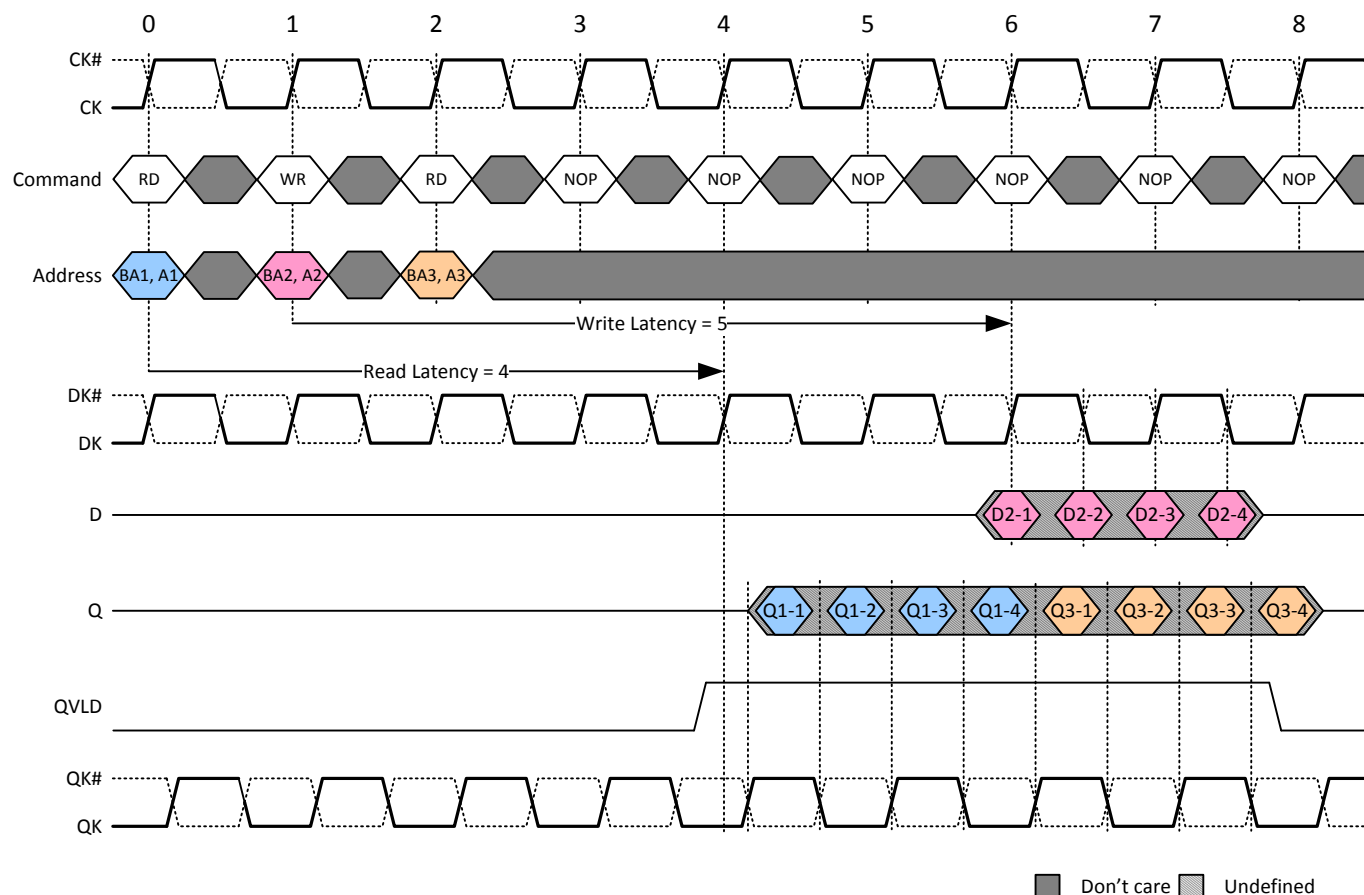 0 1 2 3 4 5 6 7 8
CK#
CK
Command RD WR RD NOP NOP NOP NOP NOP NOP
Address BA1, A1 BA2, A2 BA3, A3
Write Latency = 5
Read Latency = 4
DK#
DK
D D2-1 D2-2 D2-3 D2-4
Q Q1-1 Q1-2 Q1-3 Q1-4 Q3-1 Q3-2 Q3-3 Q3-4
QVLD
QK#
QK
Don't care Undefined